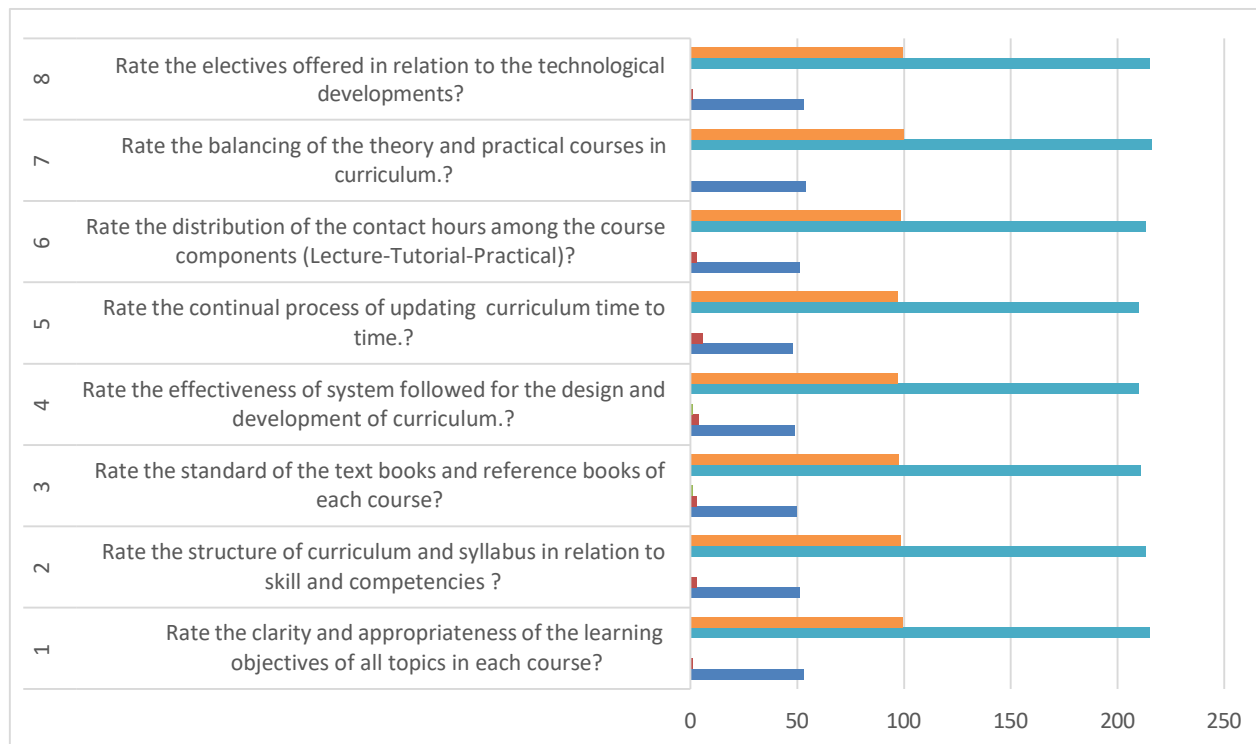 8
Rate the electives offered in relation to the technological
developments?
7
Rate the balancing of the theory and practical courses in
curriculum.?
6
Rate the distribution of the contact hours among the course
components (Lecture-Tutorial-Practical)?
5
Rate the continual process of updating  curriculum time to
time.?
4
Rate the effectiveness of system followed for the design and
development of curriculum.?
3
Rate the standard of the text books and reference books of
each course?
2
Rate the structure of curriculum and syllabus in relation to
skill and competencies ?
1
Rate the clarity and appropriateness of the learning
objectives of all topics in each course?
0 50 100 150 200 250